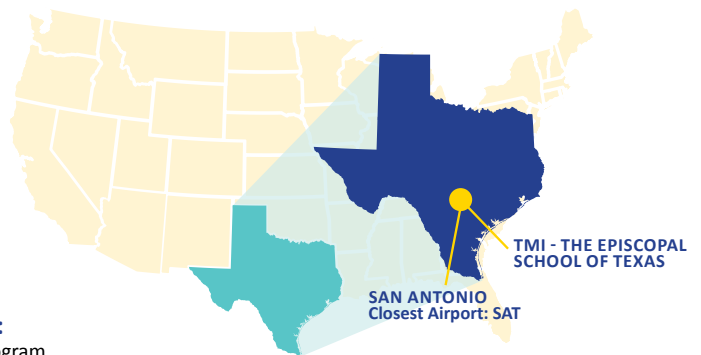 TMI - THE EPISCOPAL
SCHOOL OF TEXAS
SAN ANTONIO
Closest Airport: SAT